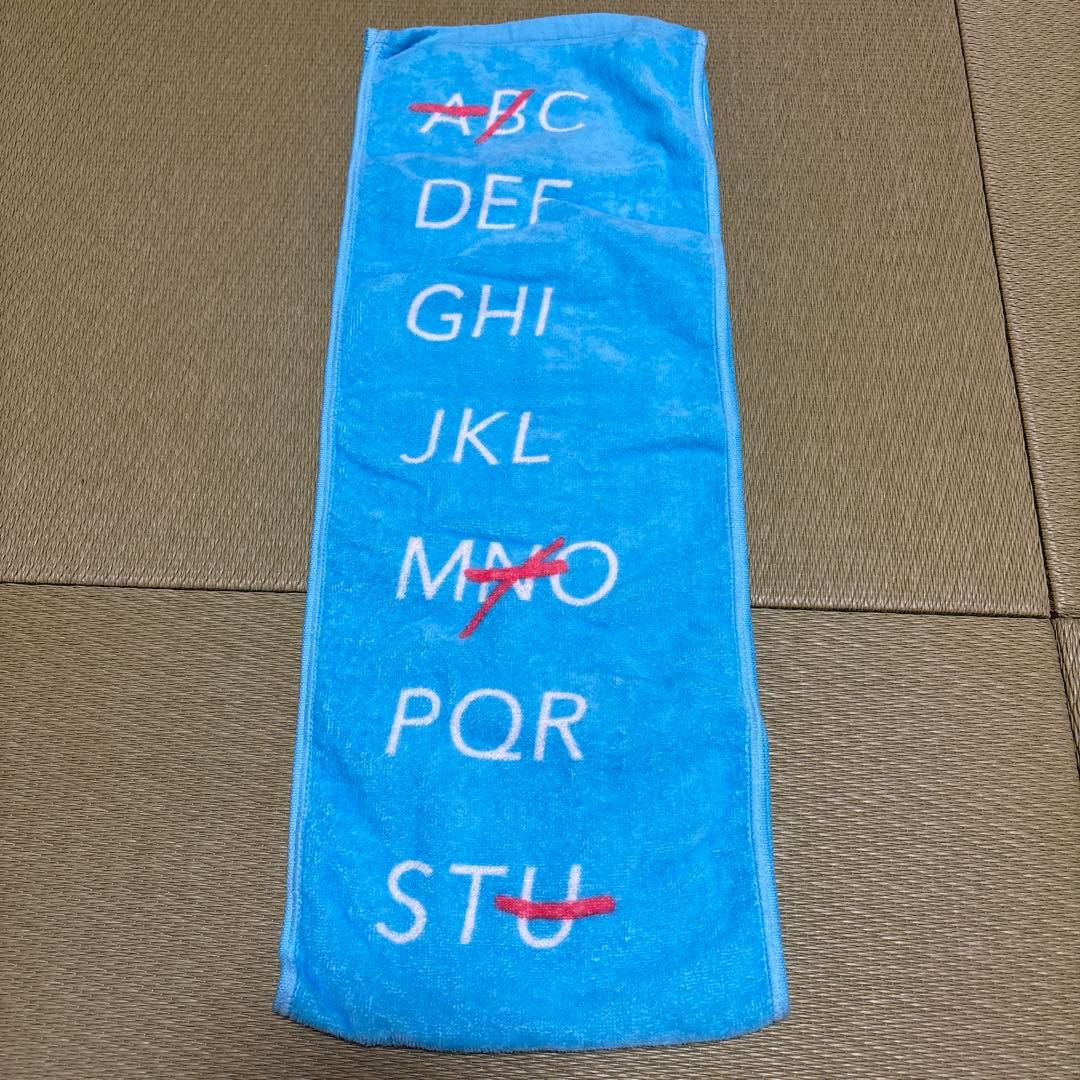 ABC
DEF
GHI
JKL
MNO
PQR
STU